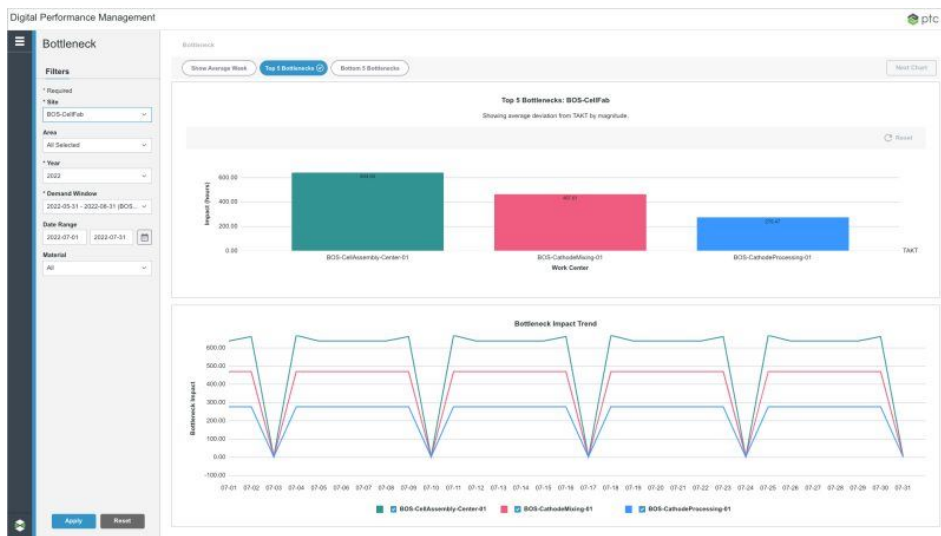 Digital Performance Management
ptc
Bottleneck
Filters
* Required
* Site
BOS-CellFab
Area
All Selected
* Year
2022
* Demand Window
2022-05-31 - 2022-08-31 (BOS...
Date Range
2022-07-01 2022-07-31
Material
All
Apply Reset
Bottleneck
Show Average Week Top 5 Bottlenecks Bottom 5 Bottlenecks Next Chart
Top 5 Bottlenecks: BOS-CellFab
Showing average deviation from TAKT by magnitude.
Reset
Impact (hours)
600.00
400.00
200.00
0.00
TAKT
BOS-CellAssembly-Center-01 BOS-CathodeMixing-01 BOS-CathodeProcessing-01
Work Center
Bottleneck Impact Trend
Bottleneck Impact
600.00
500.00
400.00
300.00
200.00
100.00
0.00
-100.00
07-01 07-02 07-03 07-04 07-05 07-06 07-07 07-08 07-09 07-10 07-11 07-12 07-13 07-14 07-15 07-16 07-17 07-18 07-19 07-20 07-21 07-22 07-23 07-24 07-25 07-26 07-27 07-28 07-29 07-30 07-31
BOS-CellAssembly-Center-01 BOS-CathodeMixing-01 BOS-CathodeProcessing-01